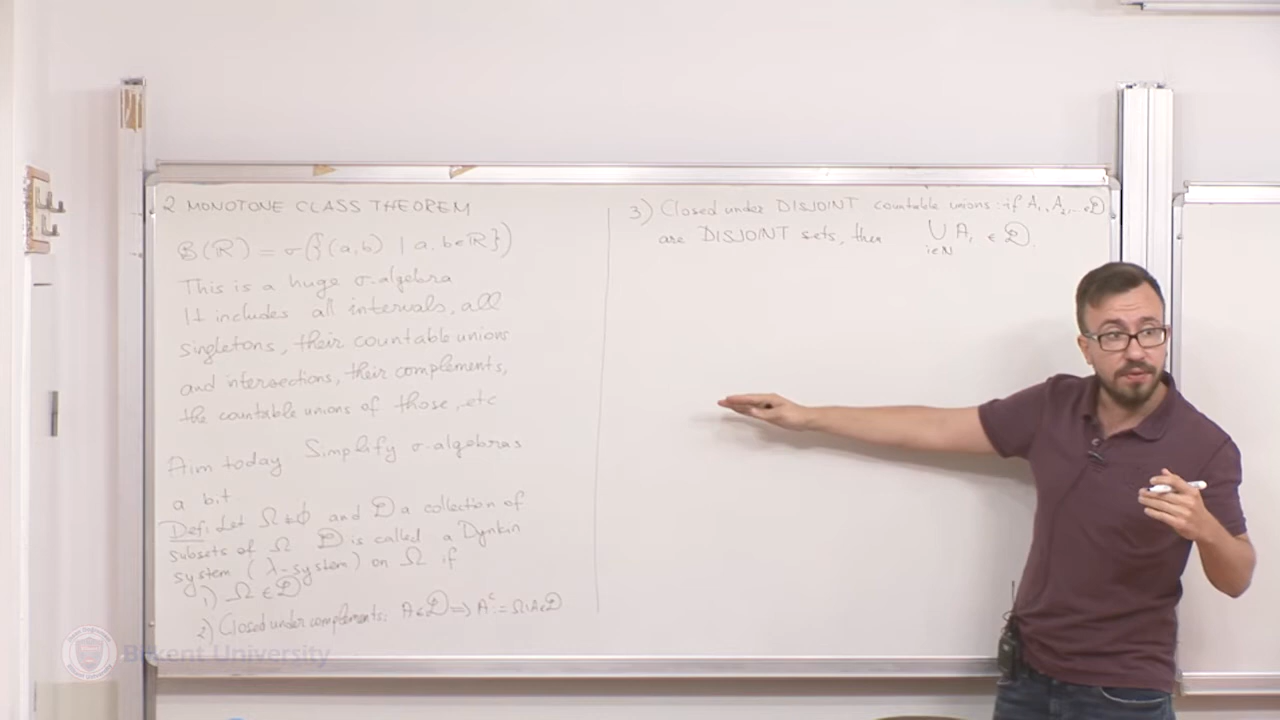 2 MONOTONE CLASS THEOREM
B(ℝ) = σ({(a,b) | a,b∈ℝ})
This is a huge σ-algebra
It includes all intervals, all
singletons, their countable unions
and intersections, their complements,
the countable unions of those, etc
Aim today Simplify σ-algebras
a bit
Def: Let Ω≠∅ and 𝒟 a collection of
subsets of Ω 𝒟 is called a Dynkin
system (λ-system) on Ω if
1) Ω∈𝒟
2) Closed under complements: A∈𝒟 ⟹ Aᶜ:=Ω\A∈𝒟
3) Closed under DISJOINT countable unions: if A₁, A₂,...∈𝒟
are DISJOINT sets, then ⋃ Aᵢ ∈ 𝒟.
i∈ℕ
Bilkent University